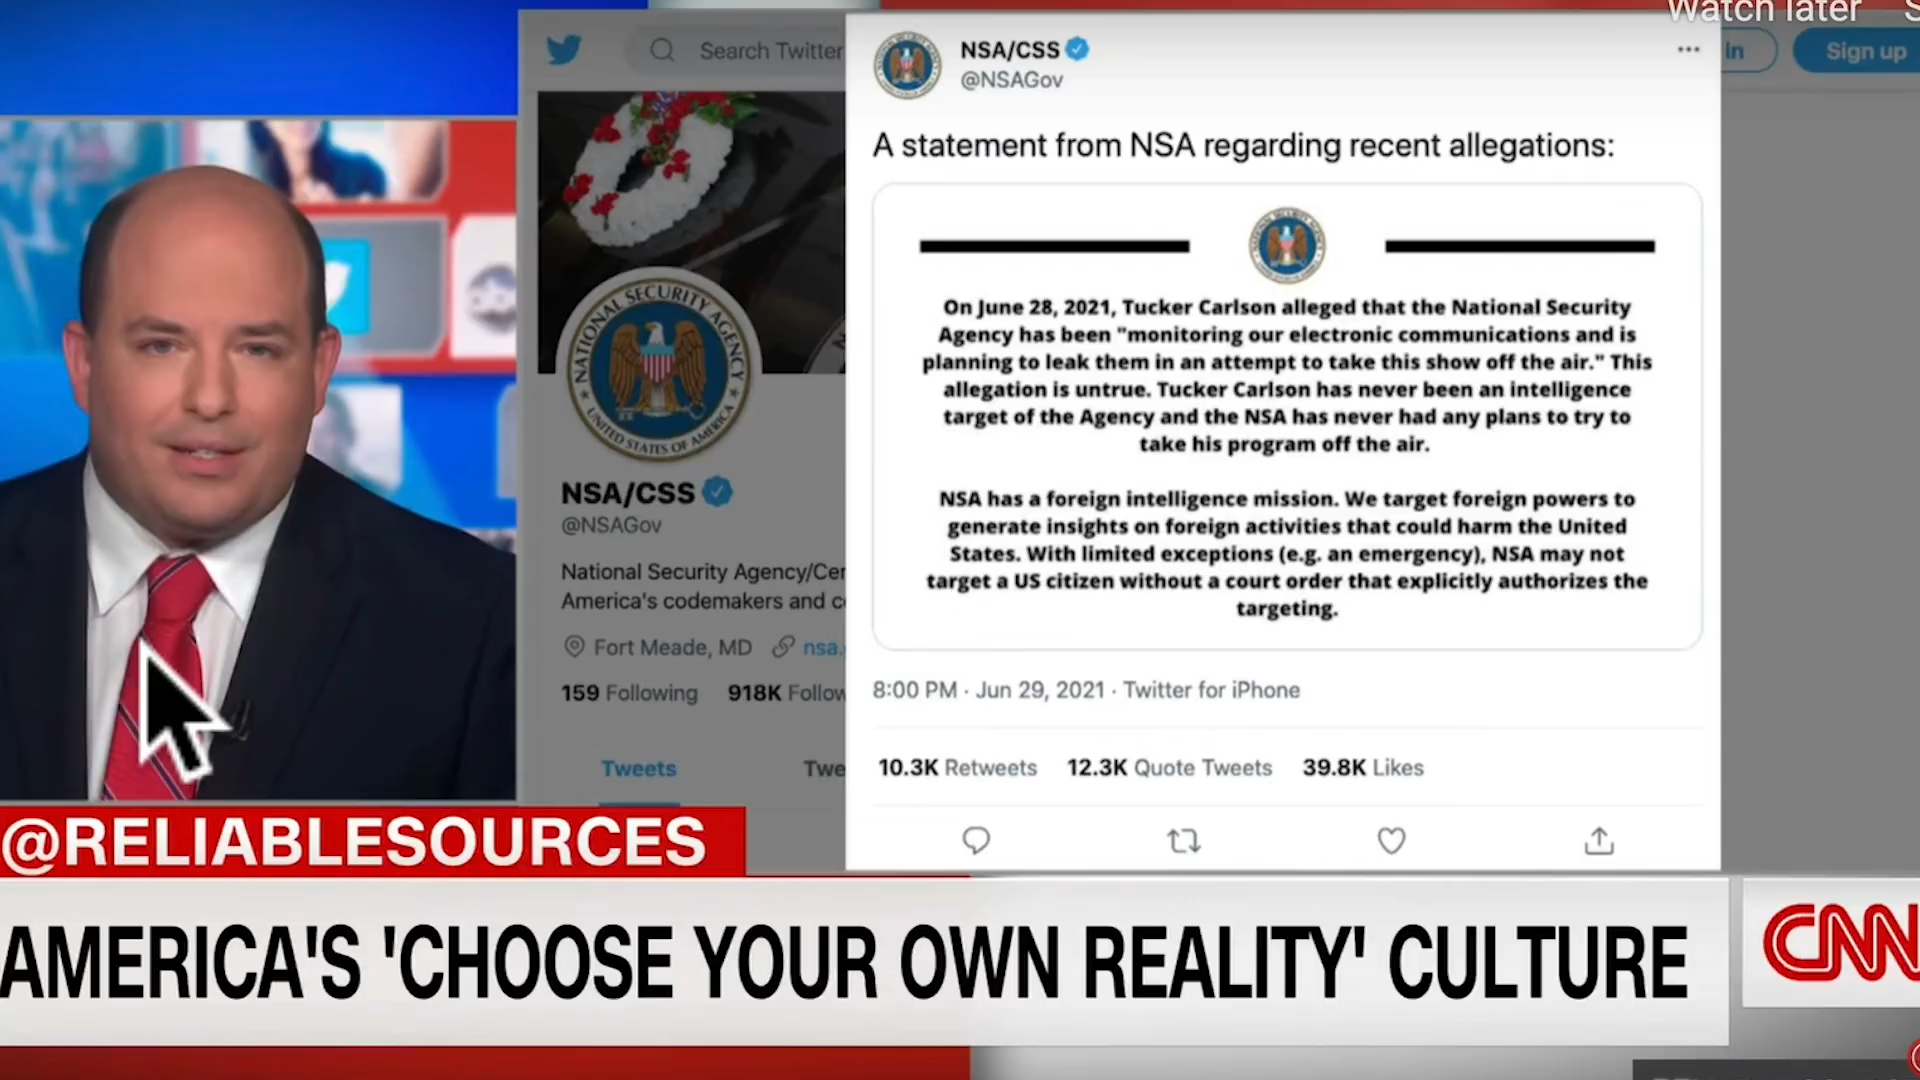 Watch later
Search Twitter
In
Sign up
NSA/CSS
@NSAGov
A statement from NSA regarding recent allegations:
On June 28, 2021, Tucker Carlson alleged that the National Security
Agency has been "monitoring our electronic communications and is
planning to leak them in an attempt to take this show off the air." This
allegation is untrue. Tucker Carlson has never been an intelligence
target of the Agency and the NSA has never had any plans to try to
take his program off the air.
NSA has a foreign intelligence mission. We target foreign powers to
generate insights on foreign activities that could harm the United
States. With limited exceptions (e.g. an emergency), NSA may not
target a US citizen without a court order that explicitly authorizes the
targeting.
8:00 PM · Jun 29, 2021 · Twitter for iPhone
10.3K Retweets 12.3K Quote Tweets 39.8K Likes
NATIONAL SECURITY AGENCY
UNITED STATES OF AMERICA
NSA/CSS
@NSAGov
National Security Agency/Cen
America's codemakers and c
Fort Meade, MD nsa.
159 Following 918K Follow
Tweets Twe
@RELIABLESOURCES
AMERICA'S 'CHOOSE YOUR OWN REALITY' CULTURE
CNN